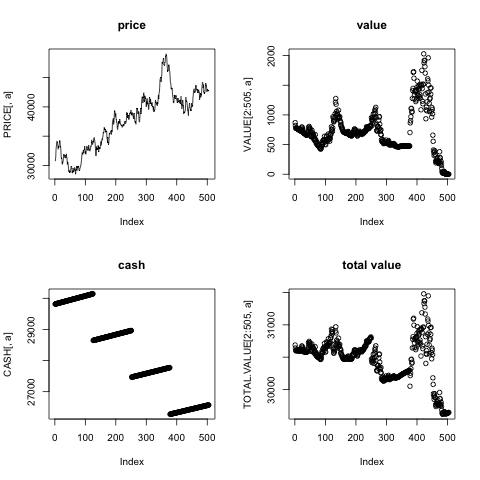 price
PRICE[, a]
30000
40000
0 100 200 300 400 500
Index
value
VALUE[2:505, a]
0
500
1000
2000
0 100 200 300 400 500
Index
cash
CASH[, a]
27000
29000
0 100 200 300 400 500
Index
total value
TOTAL.VALUE[2:505, a]
30000
31000
0 100 200 300 400 500
Index